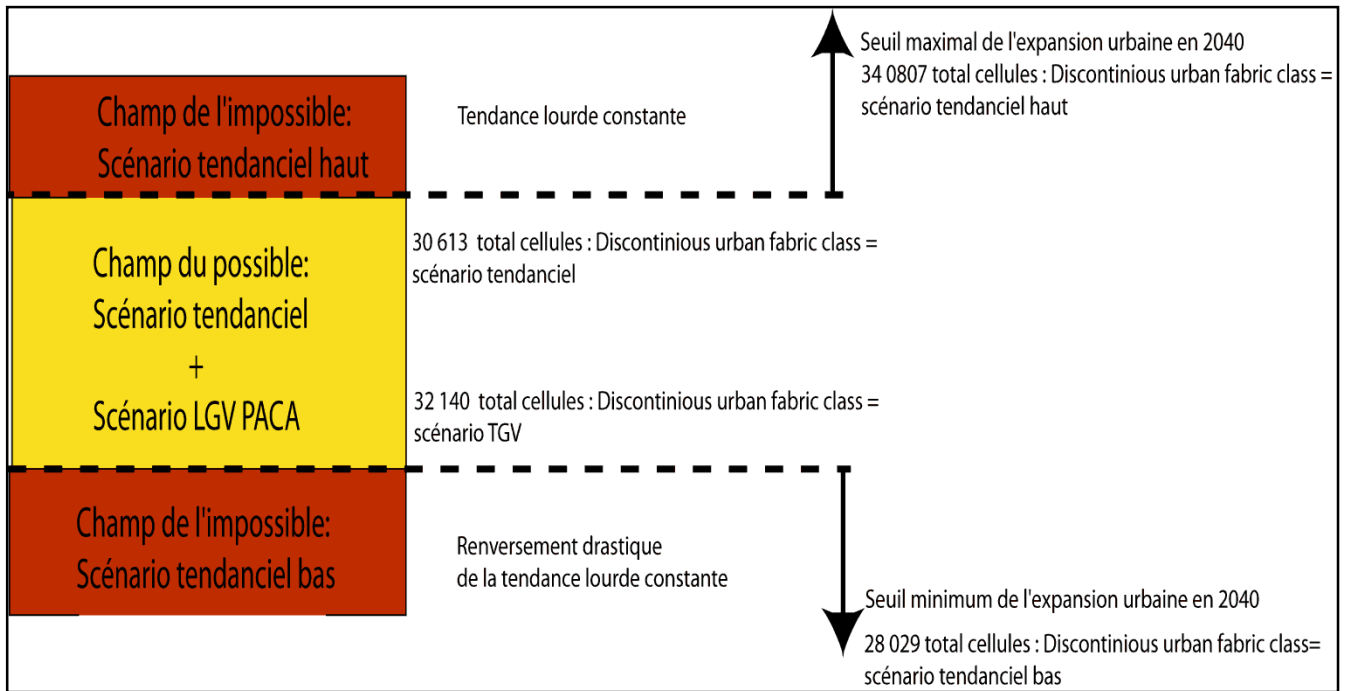 Champ de l'impossible:
Scénario tendanciel haut
Tendance lourde constante
Seuil maximal de l'expansion urbaine en 2040
34 0807 total cellules : Discontinious urban fabric class =
scénario tendanciel haut
Champ du possible:
Scénario tendanciel
+
Scénario LGV PACA
30 613 total cellules : Discontinious urban fabric class =
scénario tendanciel
32 140 total cellules : Discontinious urban fabric class =
scénario TGV
Champ de l'impossible:
Scénario tendanciel bas
Renversement drastique
de la tendance lourde constante
Seuil minimum de l'expansion urbaine en 2040
28 029 total cellules : Discontinious urban fabric class=
scénario tendanciel bas